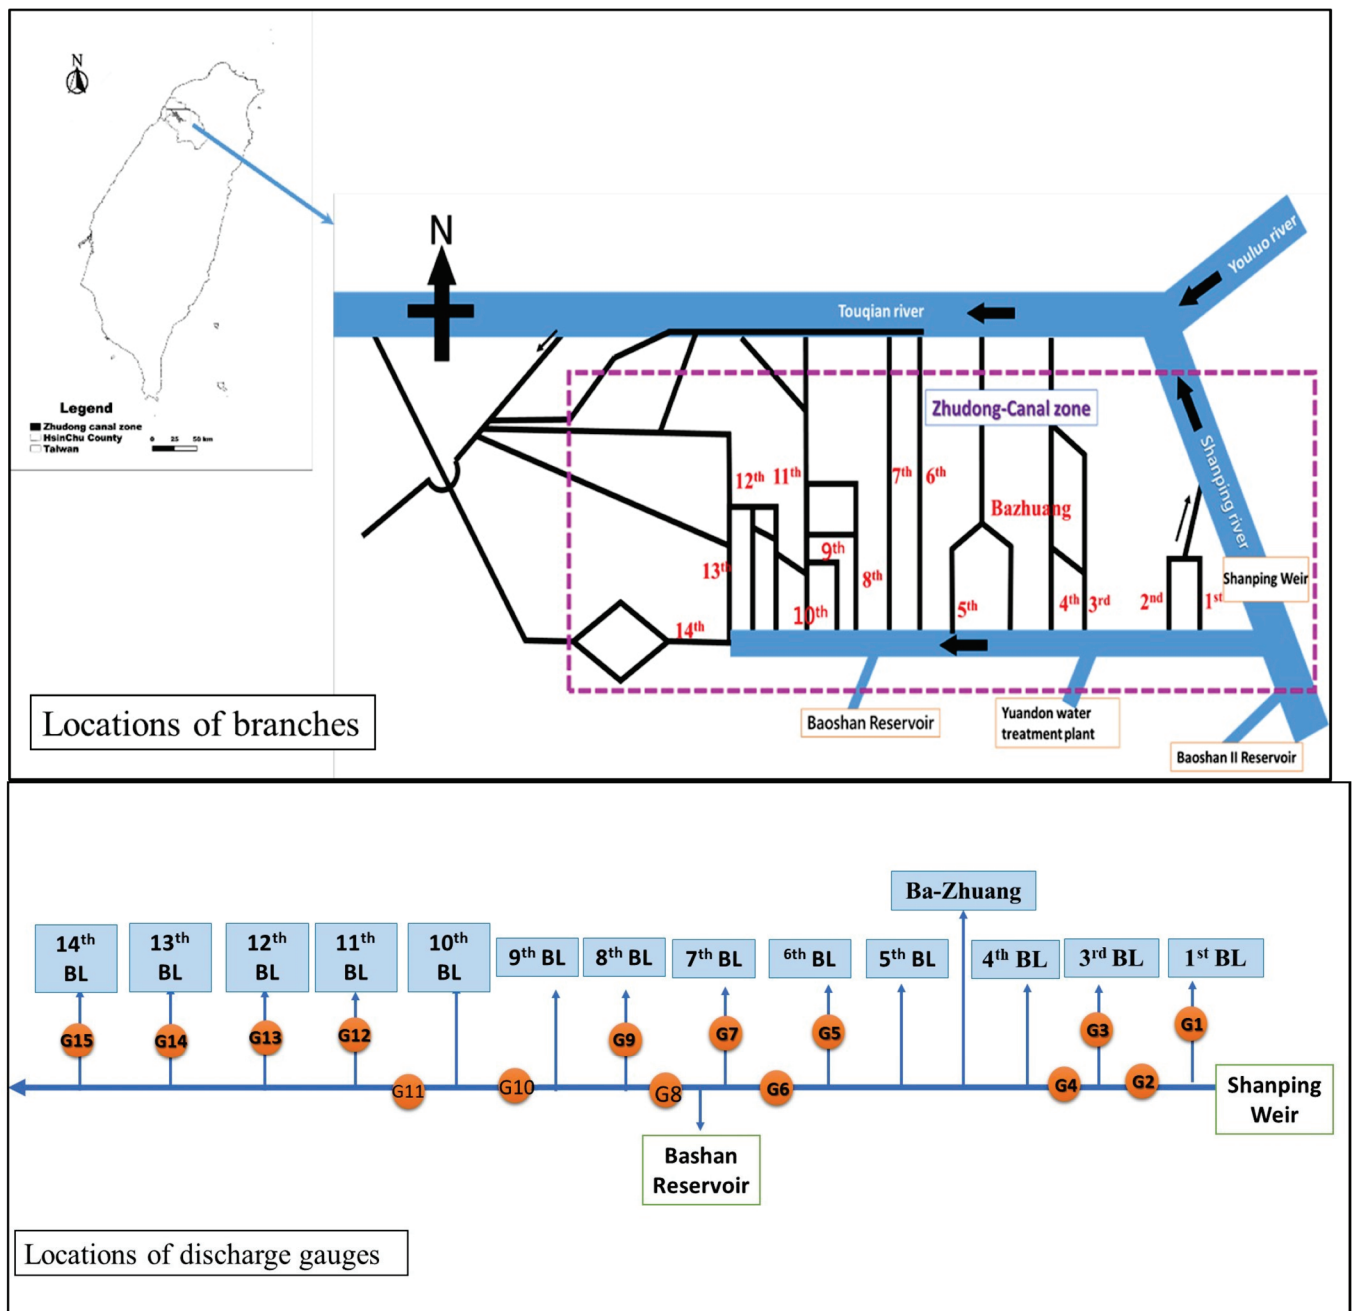 N
Legend
Zhudong canal zone
HsinChu County
Taiwan
0 25 50 km
N
Youluo river
Touqian river
Zhudong-Canal zone
Shanping river
12th 11th 7th 6th
Bazhuang
9th
13th 8th
Shanping Weir
10th 5th 4th 3rd 2nd 1st
14th
Baoshan Reservoir
Yuandon water
treatment plant
Baoshan II Reservoir
Locations of branches
Ba-Zhuang
14th
BL
13th
BL
12th
BL
11th
BL
10th
BL
9th BL
8th BL
7th BL
6th BL
5th BL
4th BL
3rd BL
1st BL
G15
G14
G13
G12
G9
G7
G5
G3
G1
G11
G10
G8
G6
G4
G2
Shanping
Weir
Bashan
Reservoir
Locations of discharge gauges